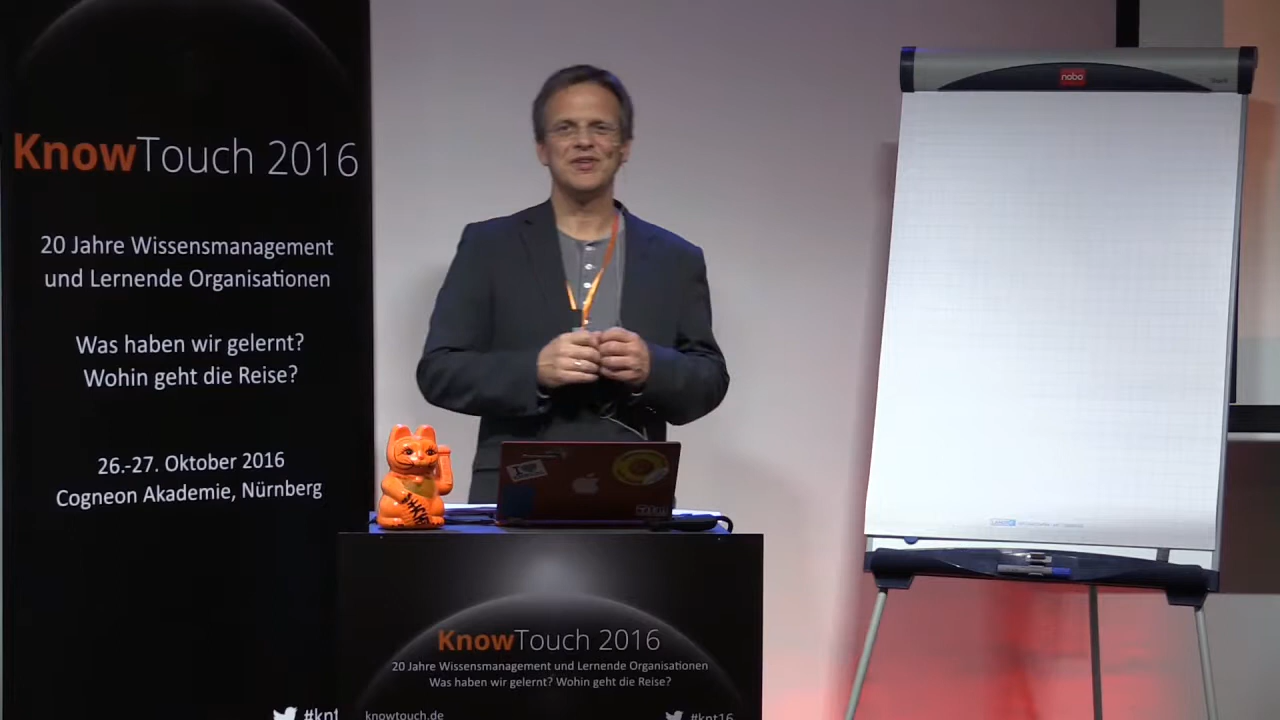 KnowTouch 2016
20 Jahre Wissensmanagement
und Lernende Organisationen
Was haben wir gelernt?
Wohin geht die Reise?
26.-27. Oktober 2016
Cogneon Akademie, Nürnberg
#knt
nobo
KnowTouch 2016
20 Jahre Wissensmanagement und Lernende Organisationen
Was haben wir gelernt? Wohin geht die Reise?
knowtouch.de
#knt16